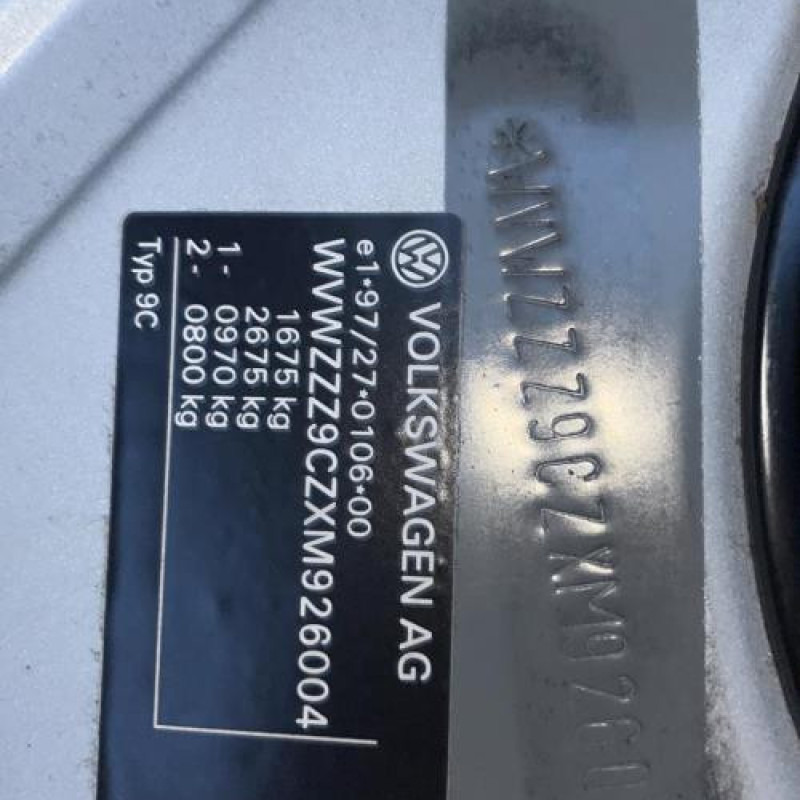 VOLKSWAGEN AG
e1*97/27*0106*00
WVWZZZ9CZXM926004
1675 kg
2675 kg
1- 0970 kg
2- 0800 kg
Typ 9C
*WVWZZZ9CZXM9260